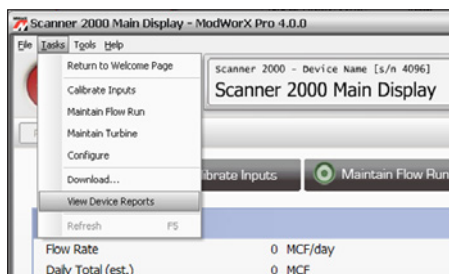 Scanner 2000 Main Display - ModWorX Pro 4.0.0
File Tasks Tools Help
Return to Welcome Page
Calibrate Inputs
Maintain Flow Run
Maintain Turbine
Configure
Download...
View Device Reports
Refresh F5
Scanner 2000 - Device Name [s/n 4096]
Scanner 2000 Main Display
librate Inputs
Maintain Flow Run
Flow Rate 0 MCF/day
Daily Total (est.) 0 MCF